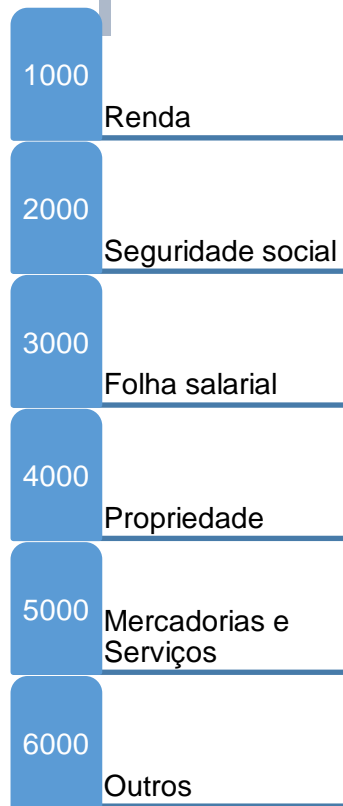 1000
Renda
2000
Seguridade social
3000
Folha salarial
4000
Propriedade
5000
Mercadorias e
Serviços
6000
Outros